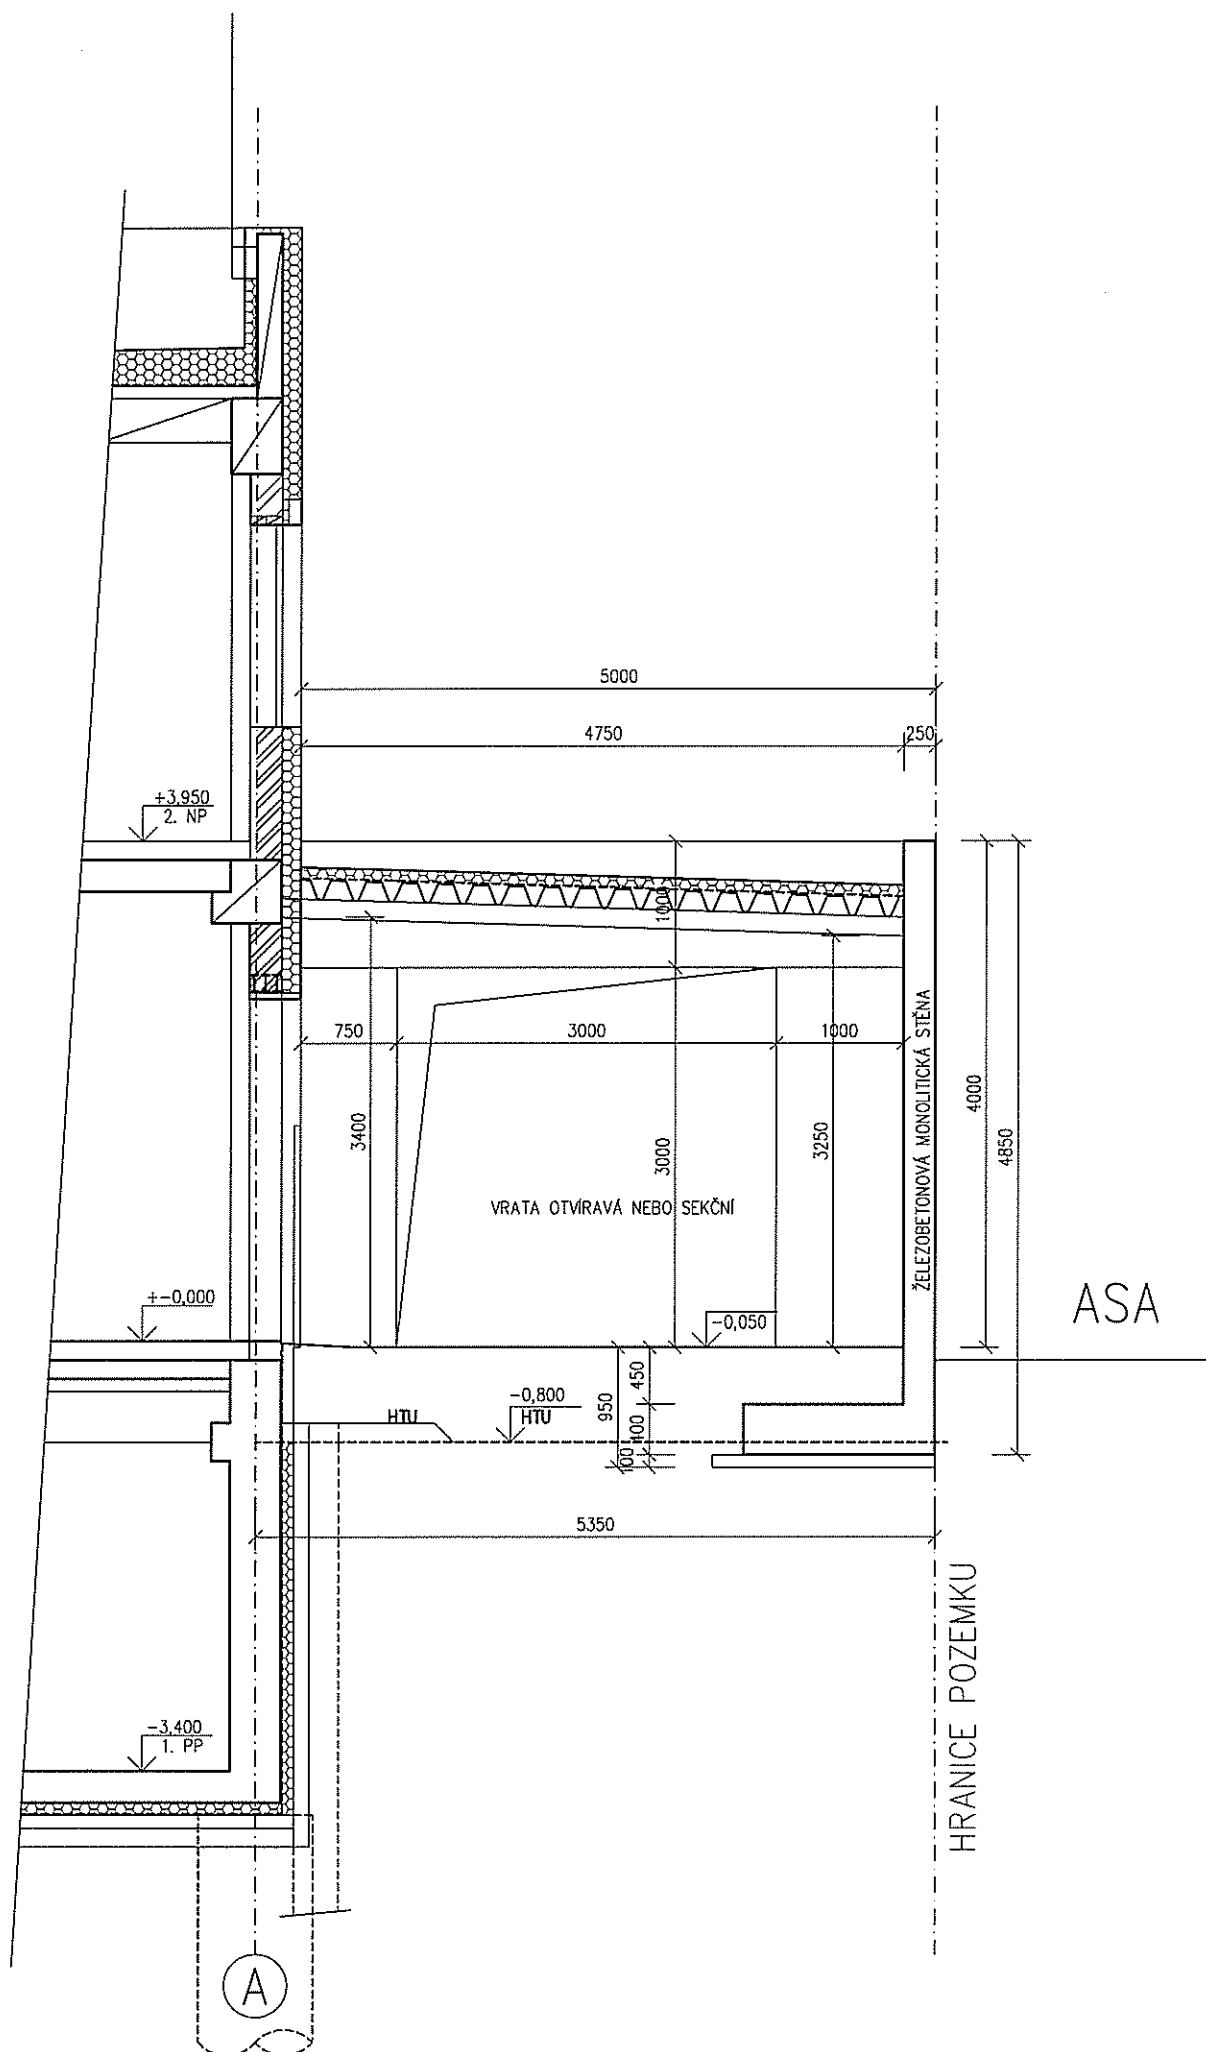 5000
4750
250
+3,950
2. NP
1000
750
3000
1000
3400
3000
3250
4000
4850
ŽELEZOBETONOVÁ MONOLITICKÁ STĚNA
VRATA OTVÍRAVÁ NEBO SEKČNÍ
+-0,000
-0,050
ASA
450
950
400
100
-0,800
HTU
HTU
5350
HRANICE POZEMKU
-3,400
1. PP
A